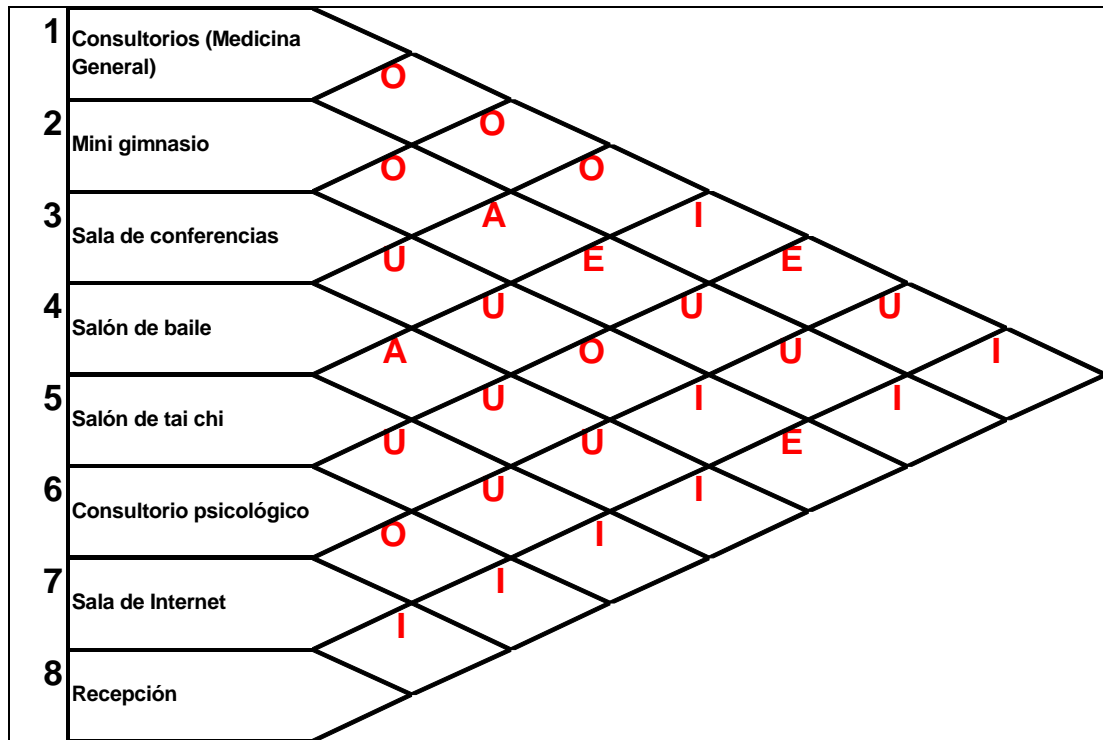 1 Consultorios (Medicina
General)
O
2 O
Mini gimnasio
O O
3 A I
Sala de conferencias
U E E
4 U U U
Salón de baile
A O U I
5 U I I
Salón de tai chi
U U E
6 U I
Consultorio psicológico
O I
7 I
Sala de Internet
I
8
Recepción